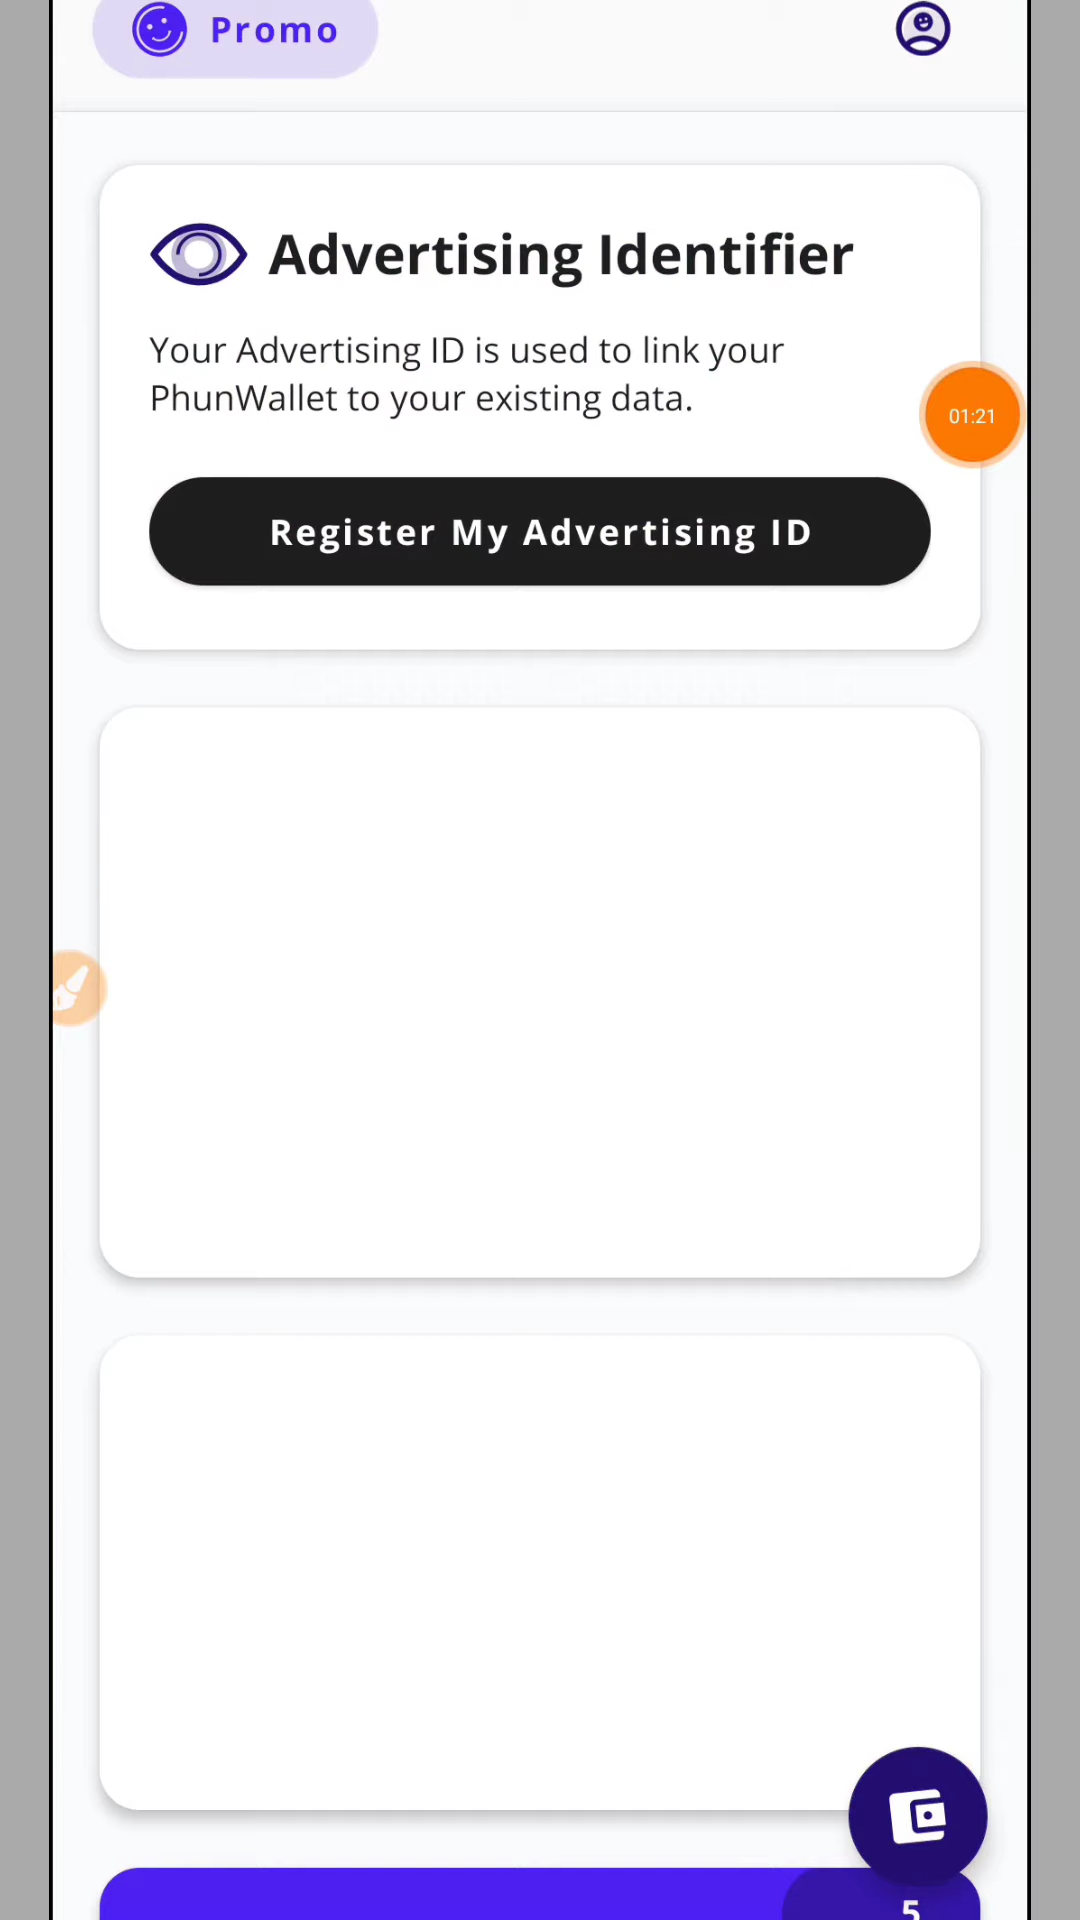 Promo
Advertising Identifier
Your Advertising ID is used to link your
PhunWallet to your existing data.
01:21
Register My Advertising ID
5